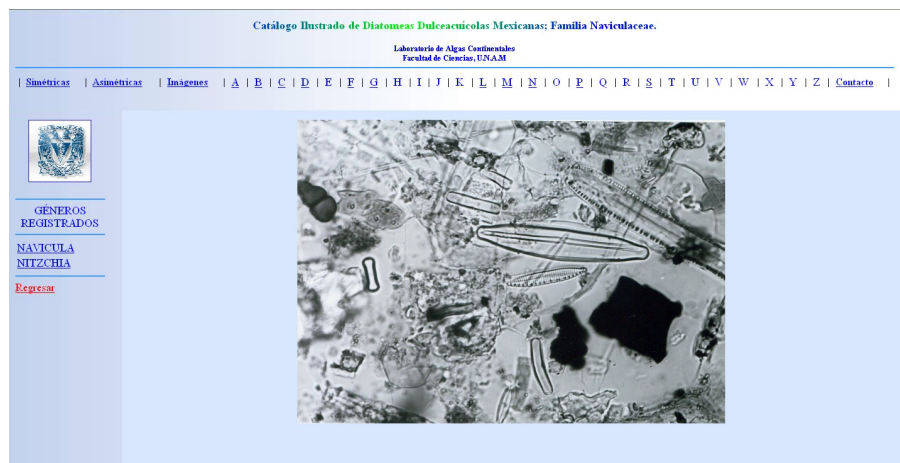 Catálogo Ilustrado de Diatomeas Dulceacuícolas Mexicanas; Familia Naviculaceae.
Laboratorio de Algas Continentales
Facultad de Ciencias, U.N.A.M
| Simétricas | Asimétricas | Imágenes | A | B | C | D | E | F | G | H | I | J | K | L | M | N | O | P | Q | R | S | T | U | V | W | X | Y | Z | Contacto |
GÉNEROS
REGISTRADOS
NAVICULA
NITZCHIA
Regresar